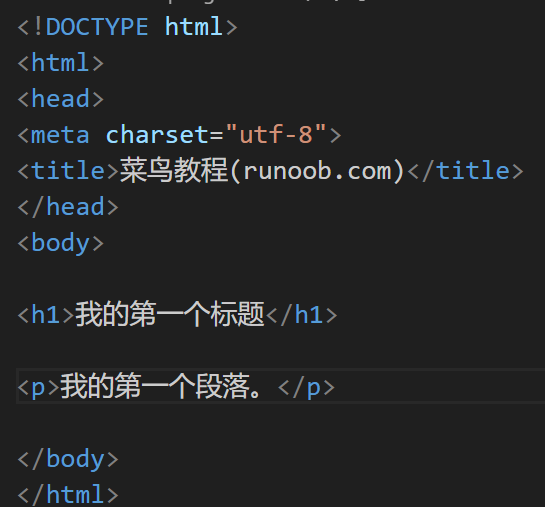 <!DOCTYPE html>
<html>
<head>
<meta charset="utf-8">
<title>菜鸟教程(runoob.com)</title>
</head>
<body>
<h1>我的第一个标题</h1>
<p>我的第一个段落。</p>
</body>
</html>